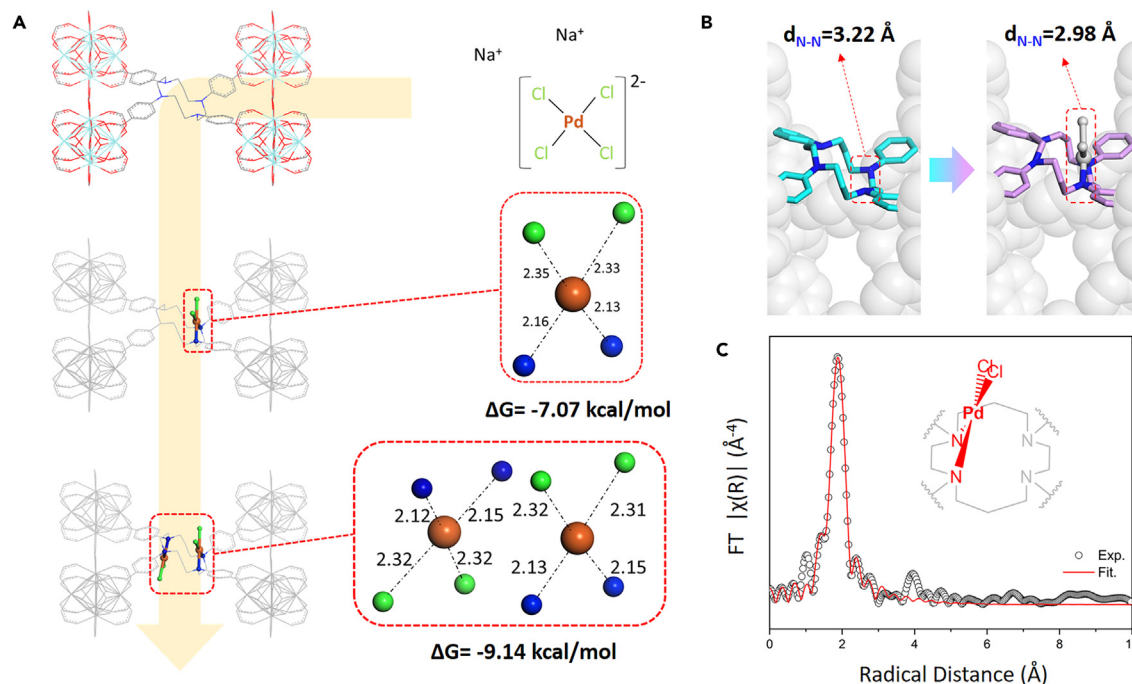 A
Na⁺
Na⁺
2-
Cl
Cl
Pd
Cl
Cl
2.35
2.33
2.16
2.13
ΔG= -7.07 kcal/mol
2.12
2.15
2.32
2.31
2.32
2.32
2.13
2.15
ΔG= -9.14 kcal/mol
B
dN-N=3.22 Å
dN-N=2.98 Å
C
FT |χ(R)| (Å-4)
Cl
Cl
Pd
N
N
N
N
Exp.
Fit.
0
2
4
6
8
1
Radical Distance (Å)